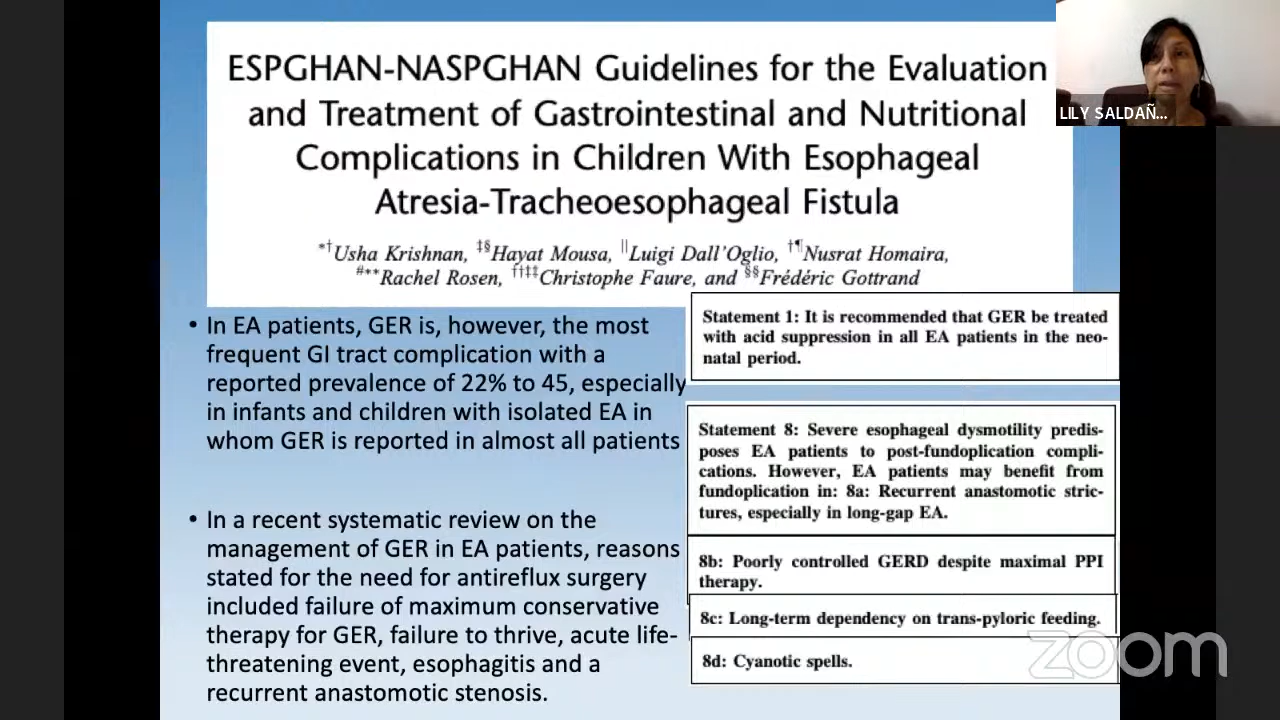 ESPGHAN-NASPGHAN Guidelines for the Evaluation
and Treatment of Gastrointestinal and Nutritional
Complications in Children With Esophageal
Atresia-Tracheoesophageal Fistula
*†Usha Krishnan, ‡§Hayat Mousa, ||Luigi Dall'Oglio, †¶Nusrat Homaira,
#**Rachel Rosen, ††‡‡Christophe Faure, and §§Frédéric Gottrand
LILY SALDAÑ...
• In EA patients, GER is, however, the most
frequent GI tract complication with a
reported prevalence of 22% to 45, especially
in infants and children with isolated EA in
whom GER is reported in almost all patients
• In a recent systematic review on the
management of GER in EA patients, reasons
stated for the need for antireflux surgery
included failure of maximum conservative
therapy for GER, failure to thrive, acute life-
threatening event, esophagitis and a
recurrent anastomotic stenosis.
Statement 1: It is recommended that GER be treated
with acid suppression in all EA patients in the neo-
natal period.
Statement 8: Severe esophageal dysmotility predis-
poses EA patients to post-fundoplication compli-
cations. However, EA patients may benefit from
fundoplication in: 8a: Recurrent anastomotic stric-
tures, especially in long-gap EA.
8b: Poorly controlled GERD despite maximal PPI
therapy.
8c: Long-term dependency on trans-pyloric feeding.
8d: Cyanotic spells.
zoom